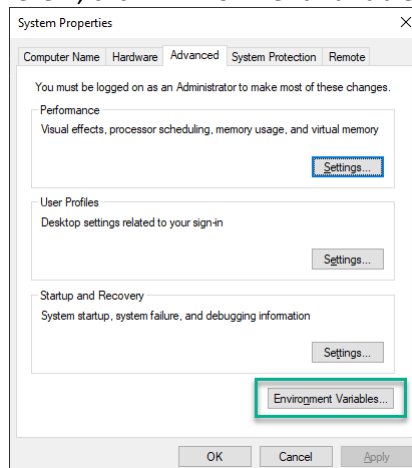 System Properties
Computer Name Hardware Advanced System Protection Remote
You must be logged on as an Administrator to make most of these changes.
Performance
Visual effects, processor scheduling, memory usage, and virtual memory
Settings...
User Profiles
Desktop settings related to your sign-in
Settings...
Startup and Recovery
System startup, system failure, and debugging information
Settings...
Environment Variables...
OK Cancel Apply